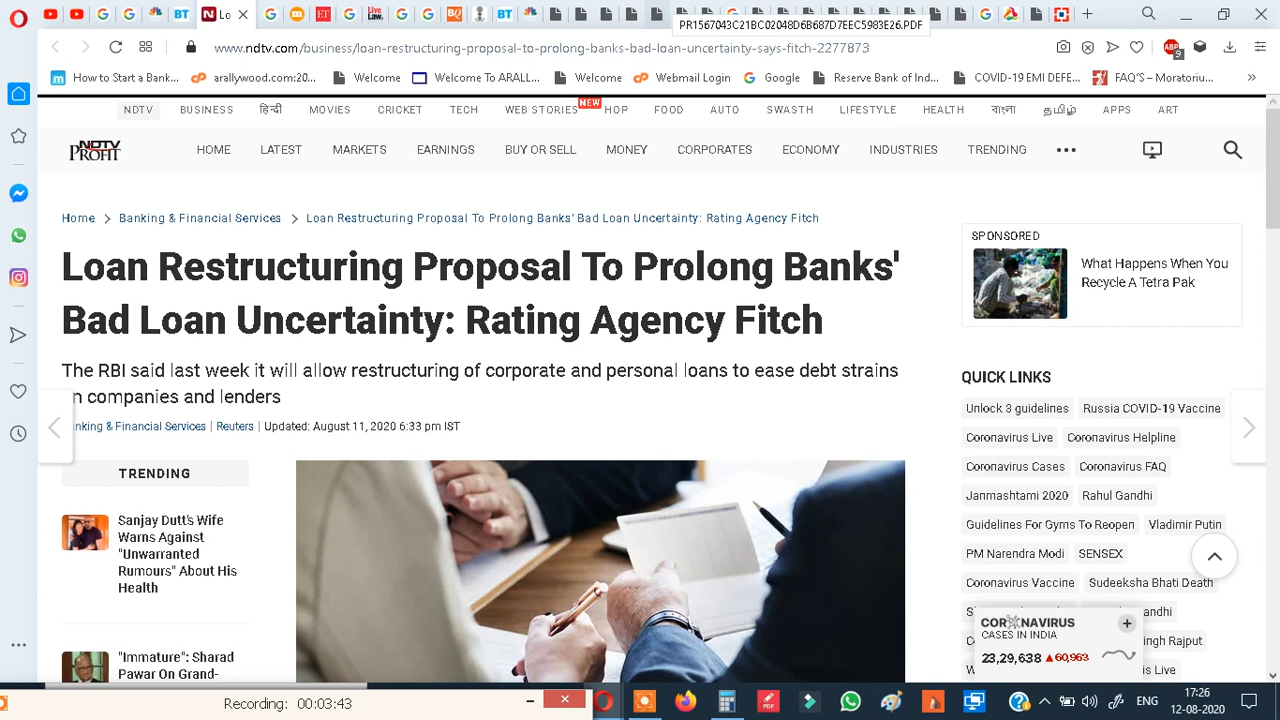 Lo
BT
ET
Live Law.
BQ
BT
PR1567043C21BC02048D6B687D7EEC5983E26.PDF
www.ndtv.com/business/loan-restructuring-proposal-to-prolong-banks-bad-loan-uncertainty-says-fitch-2277873
ABP
9
How to Start a Bank...
arallywood.com:20...
Welcome
Welcome To ARALL...
Welcome
Webmail Login
Google
Reserve Bank of Ind...
COVID-19 EMI DEFE...
FAQ'S – Moratoriu...
»
NDTV
BUSINESS
हिन्दी
MOVIES
CRICKET
TECH
WEB STORIES
NEW
HOP
FOOD
AUTO
SWASTH
LIFESTYLE
HEALTH
বাংলা
தமிழ்
APPS
ART
NDTV PROFIT
HOME
LATEST
MARKETS
EARNINGS
BUY OR SELL
MONEY
CORPORATES
ECONOMY
INDUSTRIES
TRENDING
Home > Banking & Financial Services > Loan Restructuring Proposal To Prolong Banks' Bad Loan Uncertainty: Rating Agency Fitch
Loan Restructuring Proposal To Prolong Banks'
Bad Loan Uncertainty: Rating Agency Fitch
The RBI said last week it will allow restructuring of corporate and personal loans to ease debt strains
n companies and lenders
nking & Financial Services | Reuters | Updated: August 11, 2020 6:33 pm IST
TRENDING
Sanjay Dutt's Wife
Warns Against
"Unwarranted
Rumours" About His
Health
"Immature": Sharad
Pawar On Grand-
SPONSORED
What Happens When You
Recycle A Tetra Pak
QUICK LINKS
Unlock 3 guidelines
Russia COVID-19 Vaccine
Coronavirus Live
Coronavirus Helpline
Coronavirus Cases
Coronavirus FAQ
Janmashtami 2020
Rahul Gandhi
Guidelines For Gyms To Reopen
Vladimir Putin
PM Narendra Modi
SENSEX
Coronavirus Vaccine
Sudeeksha Bhati Death
andhi
ngh Rajput
s Live
CORONAVIRUS
CASES IN INDIA
23,29,638 ▲60,963
Recording: 00:03:43
PDF
ENG
17:26
12-08-2020